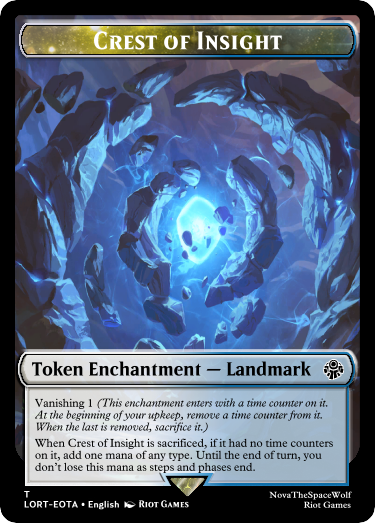 Crest of Insight
Token Enchantment — Landmark
Vanishing 1 (This enchantment enters with a time counter on it.
At the beginning of your upkeep, remove a time counter from it.
When the last is removed, sacrifice it.)
When Crest of Insight is sacrificed, if it had no time counters
on it, add one mana of any type. Until the end of turn, you
don't lose this mana as steps and phases end.
T
LORT-EOTA • English Riot Games
NovaTheSpaceWolf
Riot Games